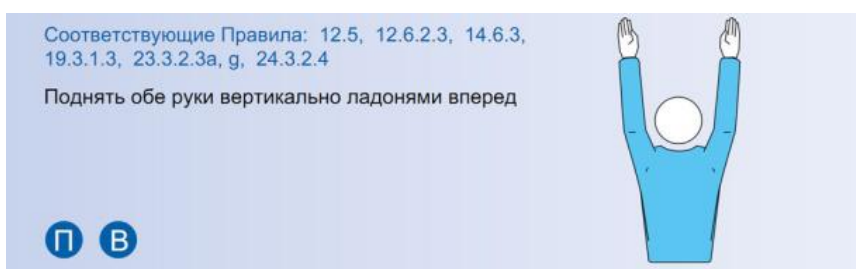 Соответствующие Правила: 12.5, 12.6.2.3, 14.6.3,
19.3.1.3, 23.3.2.3a, g, 24.3.2.4
Поднять обе руки вертикально ладонями вперед
П В